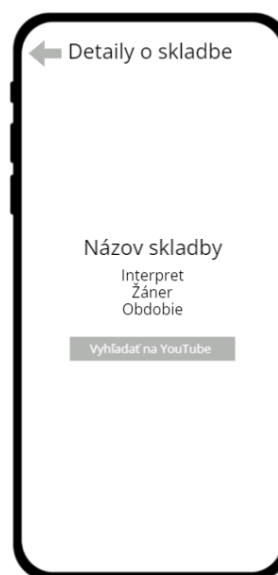 Detaily o skladbe
Názov skladby
Interpret
Žáner
Obdobie
Vyhľadať na YouTube